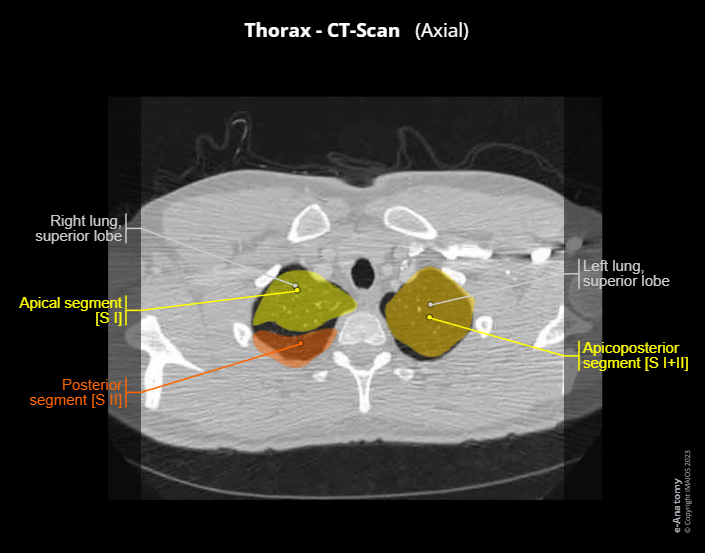 Thorax - CT-Scan (Axial)
Right lung,
superior lobe
Apical segment
[S I]
Posterior
segment [S II]
Left lung,
superior lobe
Apicoposterior
segment [S I+II]
e-Anatomy
© Copyright IMAIOS 2023